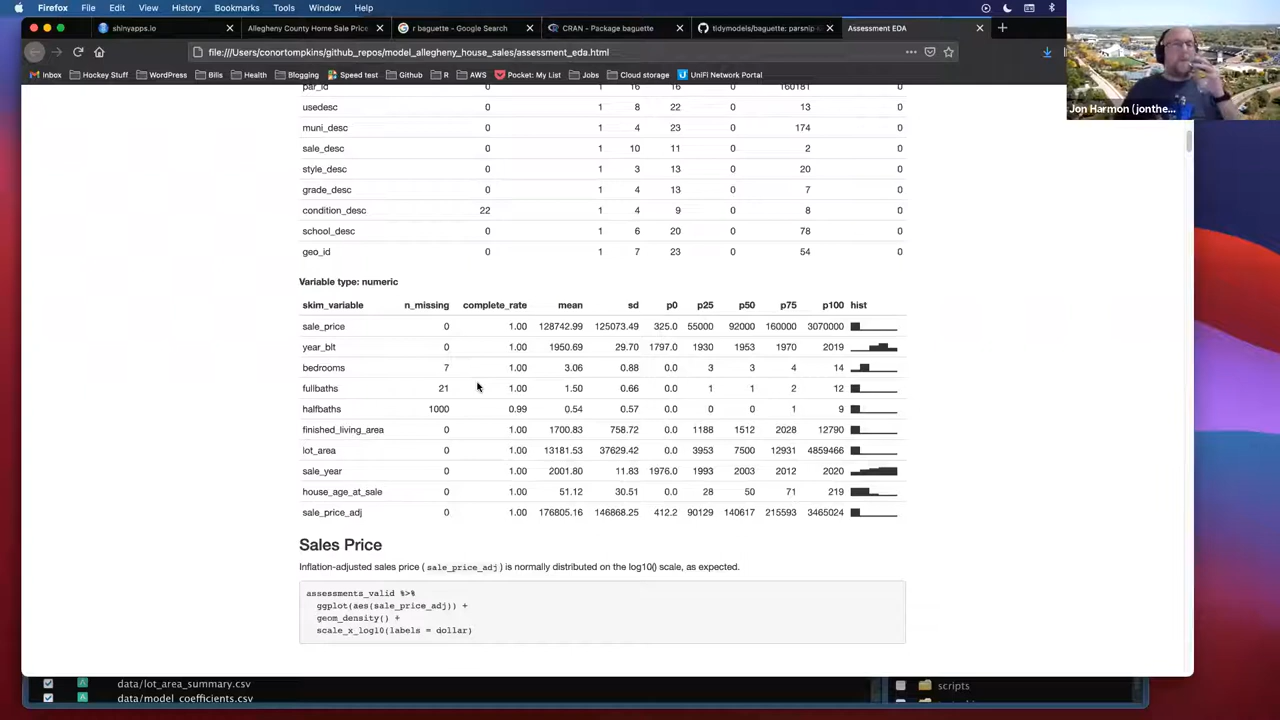 Firefox File Edit View History Bookmarks Tools Window Help
shinyapps.io
Allegheny County Home Sale Price
r baguette - Google Search
CRAN - Package baguette
tidymodels/baguette: parsnip
Assessment EDA
file:///Users/conortompkins/github_repos/model_allegheny_house_sales/assessment_eda.html
Inbox Hockey Stuff WordPress Bills Health Blogging Speed test Github R AWS Pocket: My List Jobs Cloud storage UniFi Network Portal
Jon Harmon (jonthe...
par_id 0 1 16 16 0 160181 0
usedesc 0 1 8 22 0 13 0
muni_desc 0 1 4 23 0 174 0
sale_desc 0 1 10 11 0 2 0
style_desc 0 1 3 13 0 20 0
grade_desc 0 1 4 13 0 7 0
condition_desc 22 1 4 9 0 8 0
school_desc 0 1 6 20 0 78 0
geo_id 0 1 7 23 0 54 0
Variable type: numeric
skim_variable n_missing complete_rate mean sd p0 p25 p50 p75 p100 hist
sale_price 0 1.00 128742.99 125073.49 325.0 55000 92000 160000 3070000
year_blt 0 1.00 1950.69 29.70 1797.0 1930 1953 1970 2019
bedrooms 7 1.00 3.06 0.88 0.0 3 3 4 14
fullbaths 21 1.00 1.50 0.66 0.0 1 1 2 12
halfbaths 1000 0.99 0.54 0.57 0.0 0 0 1 9
finished_living_area 0 1.00 1700.83 758.72 0.0 1188 1512 2028 12790
lot_area 0 1.00 13181.53 37629.42 0.0 3953 7500 12931 4859466
sale_year 0 1.00 2001.80 11.83 1976.0 1993 2003 2012 2020
house_age_at_sale 0 1.00 51.12 30.51 0.0 28 50 71 219
sale_price_adj 0 1.00 176805.16 146868.25 412.2 90129 140617 215593 3465024
Sales Price
Inflation-adjusted sales price ( sale_price_adj ) is normally distributed on the log10() scale, as expected.
assessments_valid %>%
ggplot(aes(sale_price_adj)) +
geom_density() +
scale_x_log10(labels = dollar)
data/lot_area_summary.csv
scripts
data/model_coefficients.csv